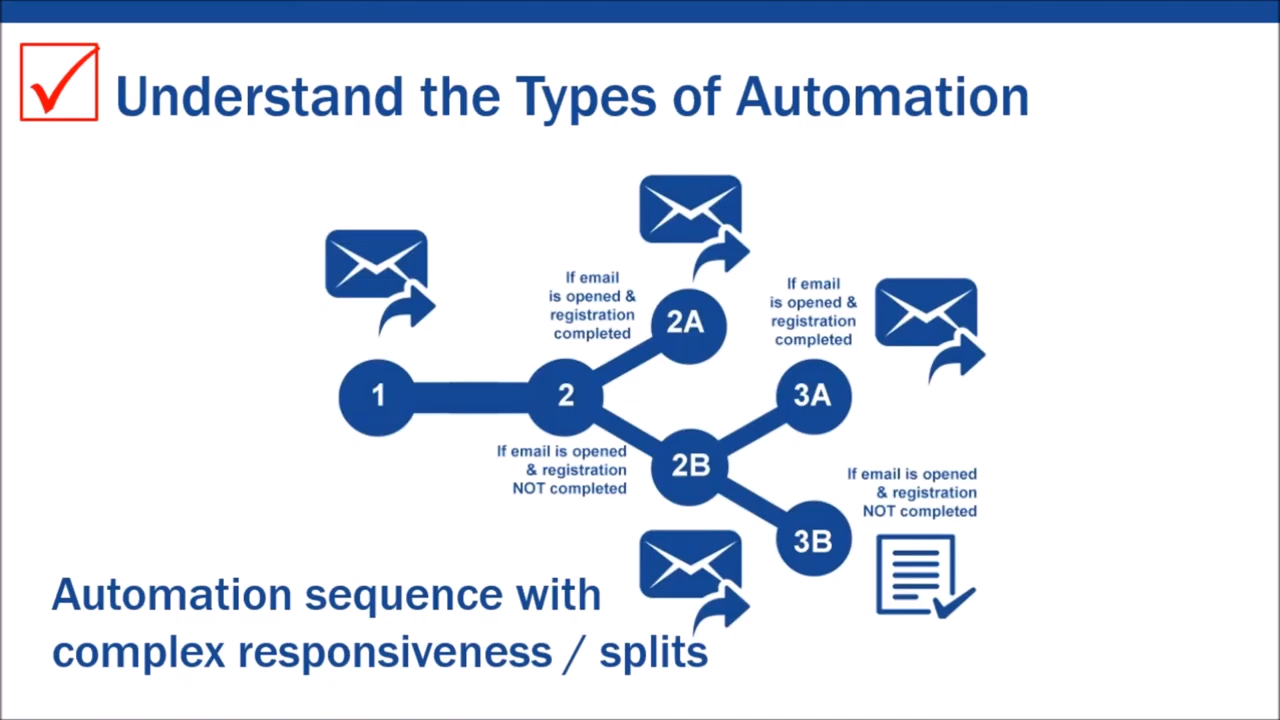 Understand the Types of Automation
If email
is opened &
registration
completed
2A
If email
is opened &
registration
completed
1
2
3A
If email is opened
& registration
NOT completed
2B
If email is opened
& registration
NOT completed
3B
Automation sequence with
complex responsiveness / splits